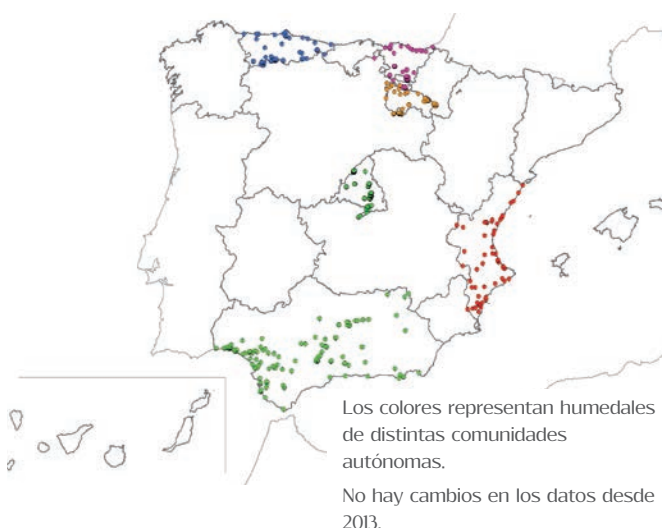 Los colores representan humedales
de distintas comunidades
autónomas.
No hay cambios en los datos desde
2013.